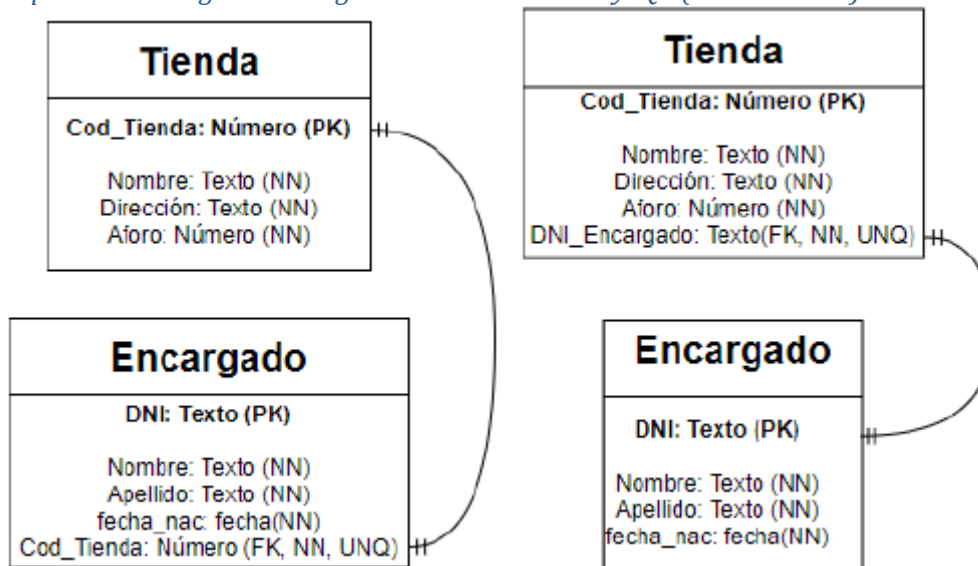 Tienda
Cod_Tienda: Número (PK)
Nombre: Texto (NN)
Dirección: Texto (NN)
Aforo: Número (NN)
Encargado
DNI: Texto (PK)
Nombre: Texto (NN)
Apellido: Texto (NN)
fecha_nac: fecha(NN)
Cod_Tienda: Número (FK, NN, UNQ)
Tienda
Cod_Tienda: Número (PK)
Nombre: Texto (NN)
Dirección: Texto (NN)
Aforo: Número (NN)
DNI_Encargado: Texto(FK, NN, UNQ)
Encargado
DNI: Texto (PK)
Nombre: Texto (NN)
Apellido: Texto (NN)
fecha_nac: fecha(NN)